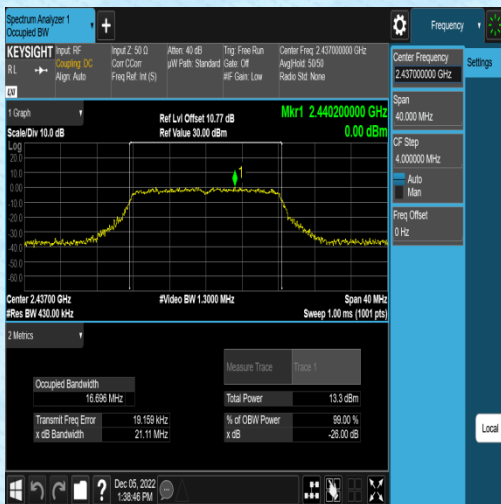 Spectrum Analyzer 1
Occupied BW
Frequency
KEYSIGHT
RL
Input: RF
Coupling: DC
Align: Auto
Input Z: 50 Ω
Corr CCorr
Freq Ref: Int (S)
Atten: 40 dB
µW Path: Standard
Trig: Free Run
Gate: Off
#IF Gain: Low
Center Freq: 2.437000000 GHz
Avg|Hold: 50/50
Radio Std: None
Center Frequency
2.437000000 GHz
Settings
Span
40.000 MHz
CF Step
4.000000 MHz
Auto
Man
Freq Offset
0 Hz
1 Graph
Scale/Div 10.0 dB
Ref Lvl Offset 10.77 dB
Ref Value 30.00 dBm
Mkr1 2.440200000 GHz
0.00 dBm
Log
20.0
10.0
0.00
-10.0
-20.0
-30.0
-40.0
-50.0
-60.0
1
Center 2.43700 GHz
#Res BW 430.00 kHz
#Video BW 1.3000 MHz
Span 40 MHz
Sweep 1.00 ms (1001 pts)
2 Metrics
Measure Trace
Trace 1
Occupied Bandwidth
16.696 MHz
Total Power
13.3 dBm
Transmit Freq Error
19.159 kHz
% of OBW Power
99.00 %
x dB Bandwidth
21.11 MHz
x dB
-26.00 dB
Local
?
Dec 05, 2022
1:38:46 PM